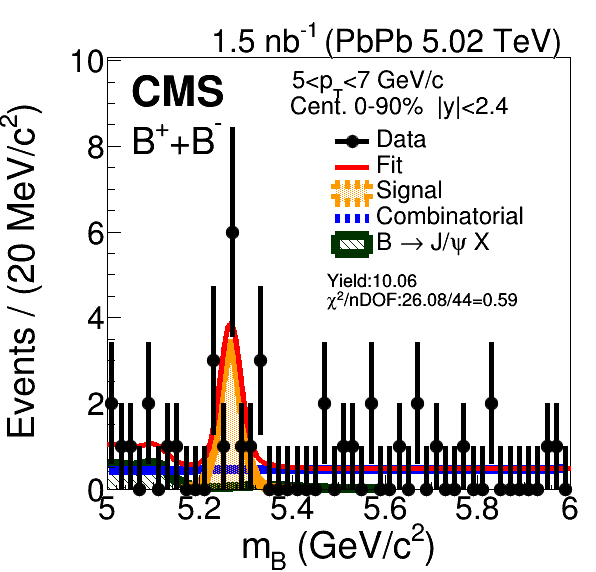 1.5 nb⁻¹ (PbPb 5.02 TeV)
CMS
B⁺+B⁻
5<p_T<7 GeV/c
Cent. 0-90% |y|<2.4
Data
Fit
Signal
Combinatorial
B → J/ψ X
Yield:10.06
χ²/nDOF:26.08/44=0.59
Events / (20 MeV/c²)
10
8
6
4
2
0
5 5.2 5.4 5.6 5.8 6
m_B (GeV/c²)